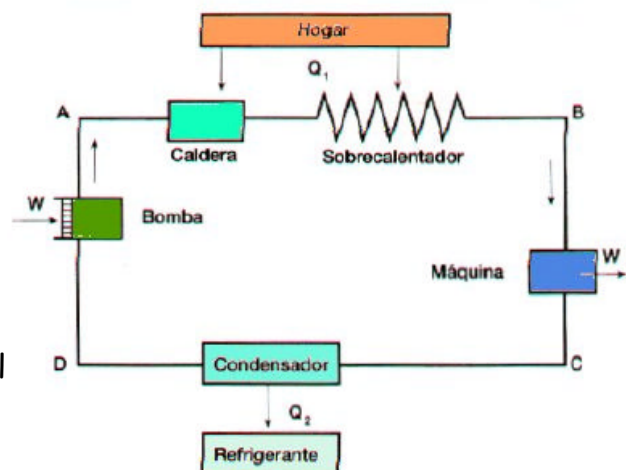 Hogar
Q₁
A
B
Caldera
Sobrecalentador
W
Bomba
Máquina
W
D
Condensador
C
Q₂
Refrigerante